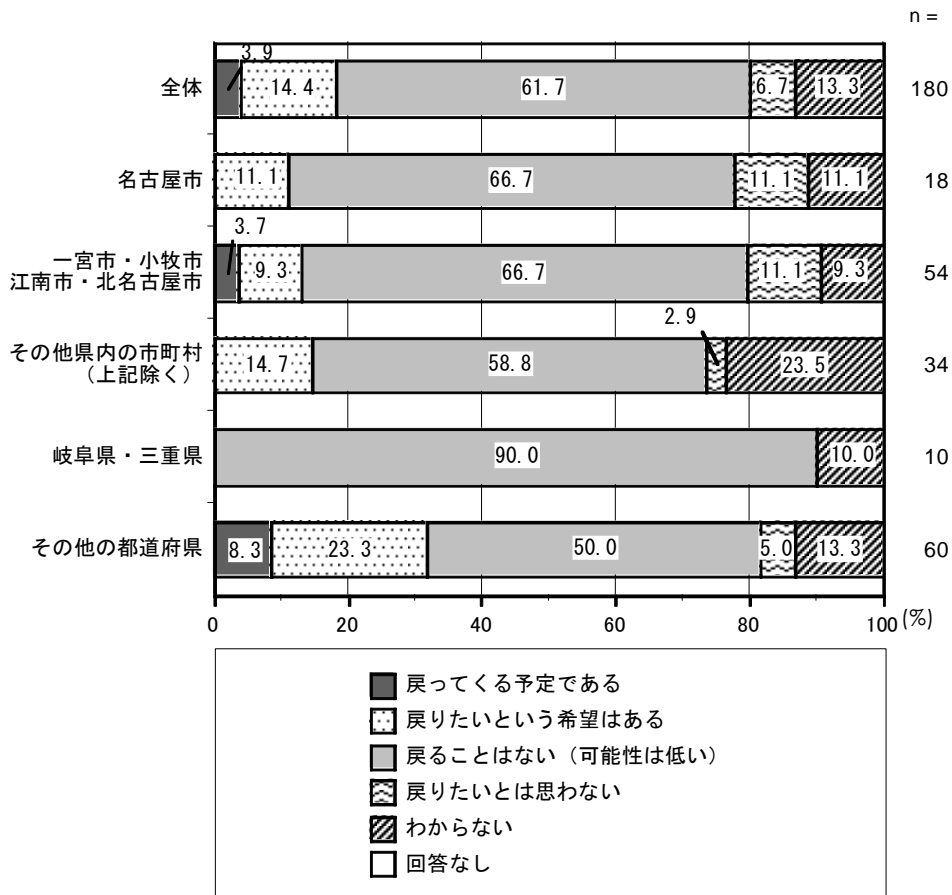 n =
3.9
全体 14.4 61.7 6.7 13.3 180
名古屋市 11.1 66.7 11.1 11.1 18
3.7
一宮市・小牧市
江南市・北名古屋市 9.3 66.7 11.1 9.3 54
2.9
その他県内の市町村
（上記除く） 14.7 58.8 23.5 34
岐阜県・三重県 90.0 10.0 10
その他の都道府県 8.3 23.3 50.0 5.0 13.3 60
0 20 40 60 80 100 (%)
戻ってくる予定である
戻りたいという希望はある
戻ることはない（可能性は低い）
戻りたいとは思わない
わからない
回答なし